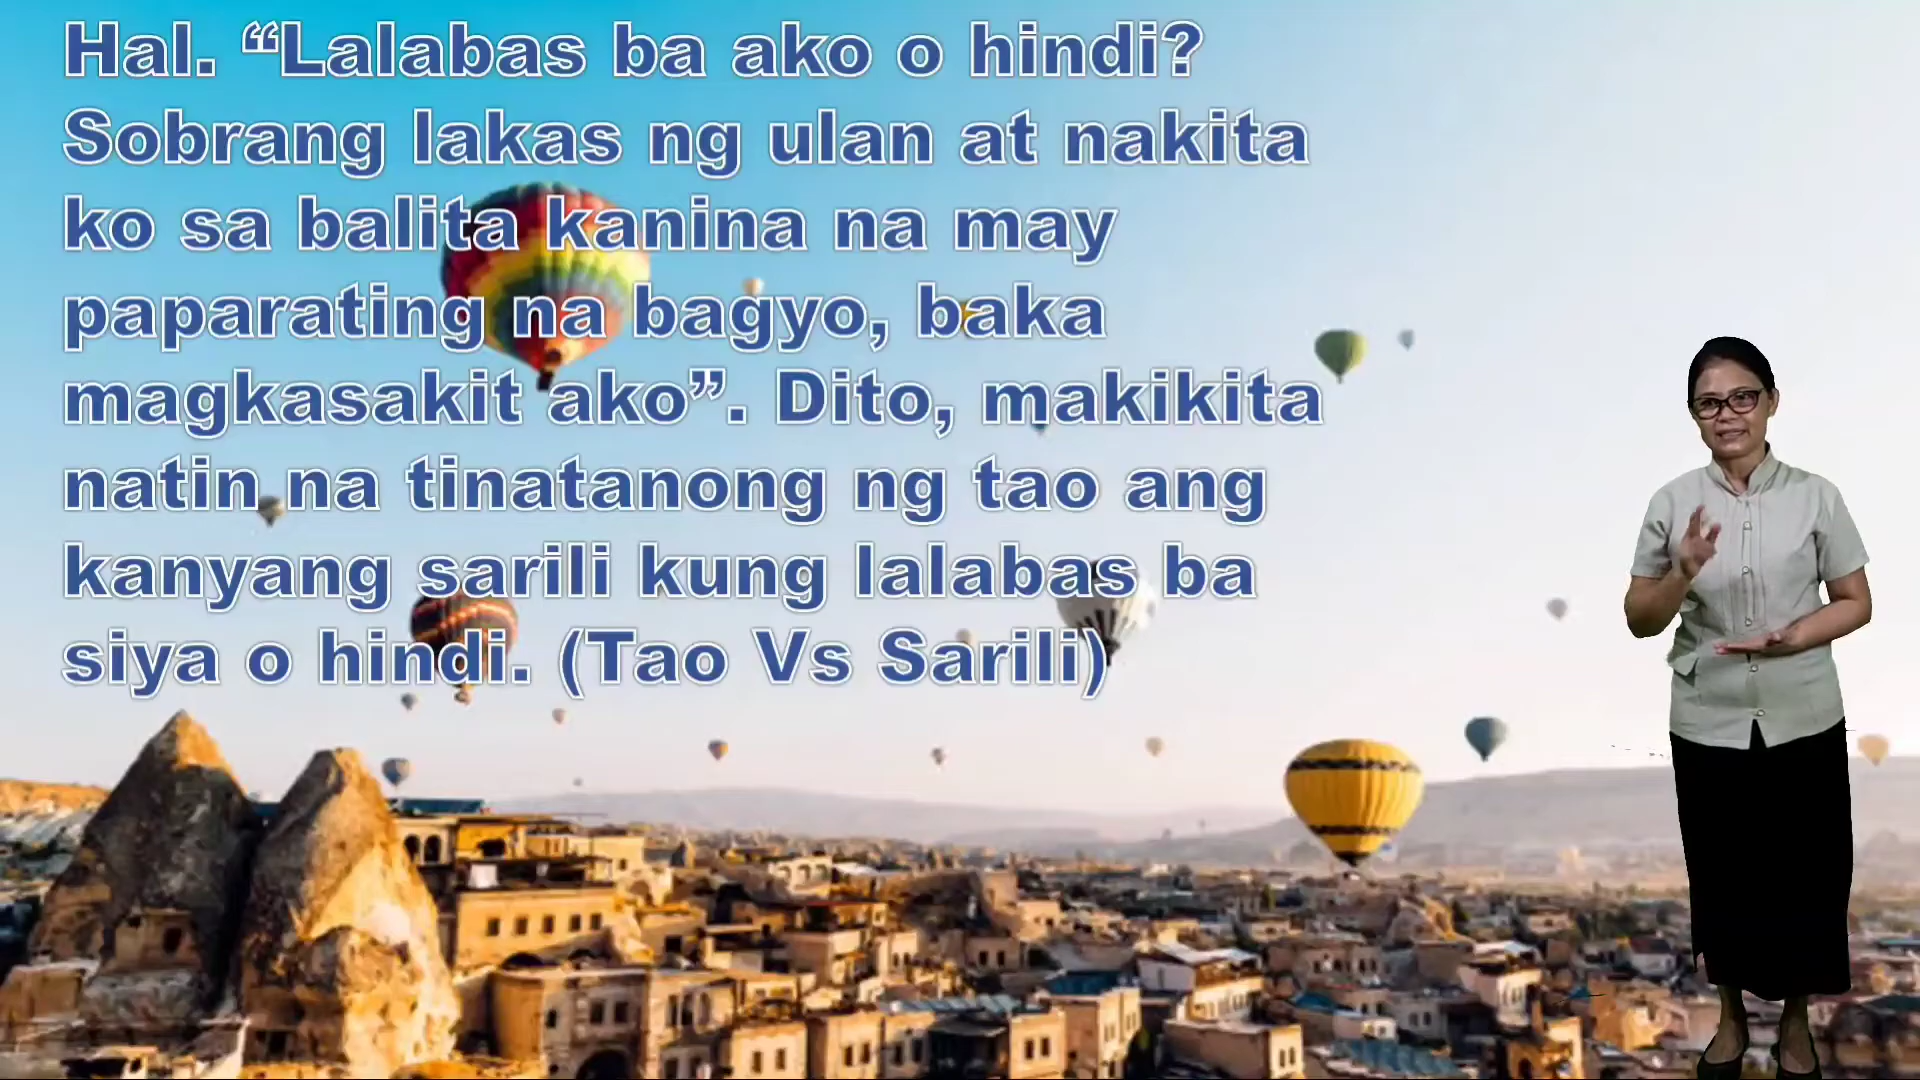 Hal. “Lalabas ba ako o hindi?
Sobrang lakas ng ulan at nakita
ko sa balita kanina na may
paparating na bagyo, baka
magkasakit ako”. Dito, makikita
natin na tinatanong ng tao ang
kanyang sarili kung lalabas ba
siya o hindi. (Tao Vs Sarili)